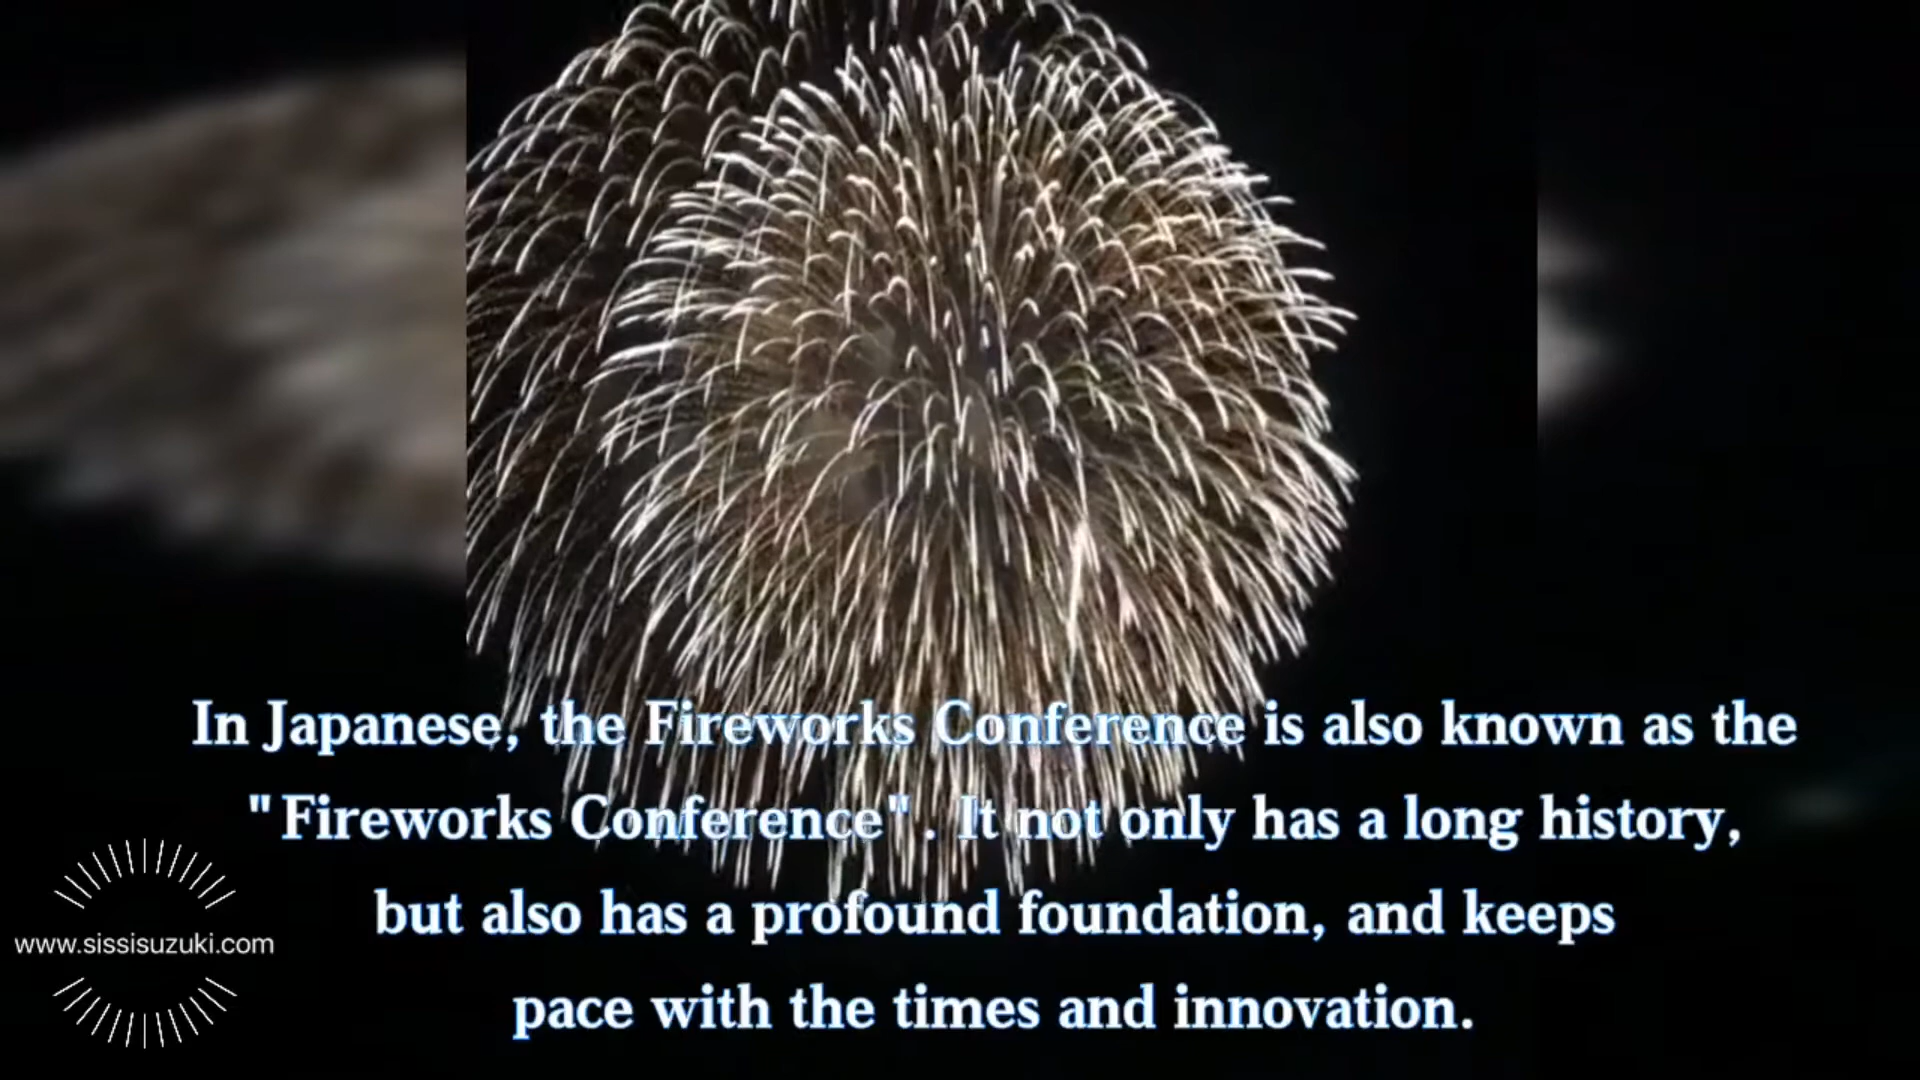 In Japanese, the Fireworks Conference is also known as the
"Fireworks Conference". It not only has a long history,
but also has a profound foundation, and keeps
pace with the times and innovation.
www.sissisuzuki.com